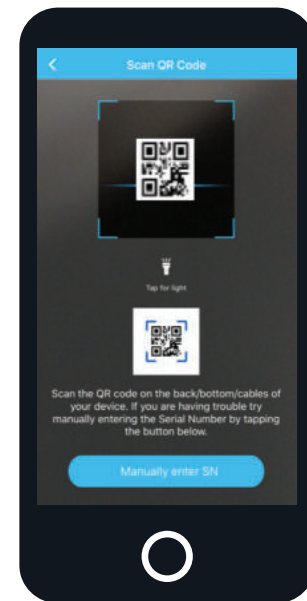 Scan QR Code
Tap for light
Scan the QR code on the back/bottom/cables of
your device. If you are having trouble try
manually entering the Serial Number by tapping
the button below.
Manually enter SN